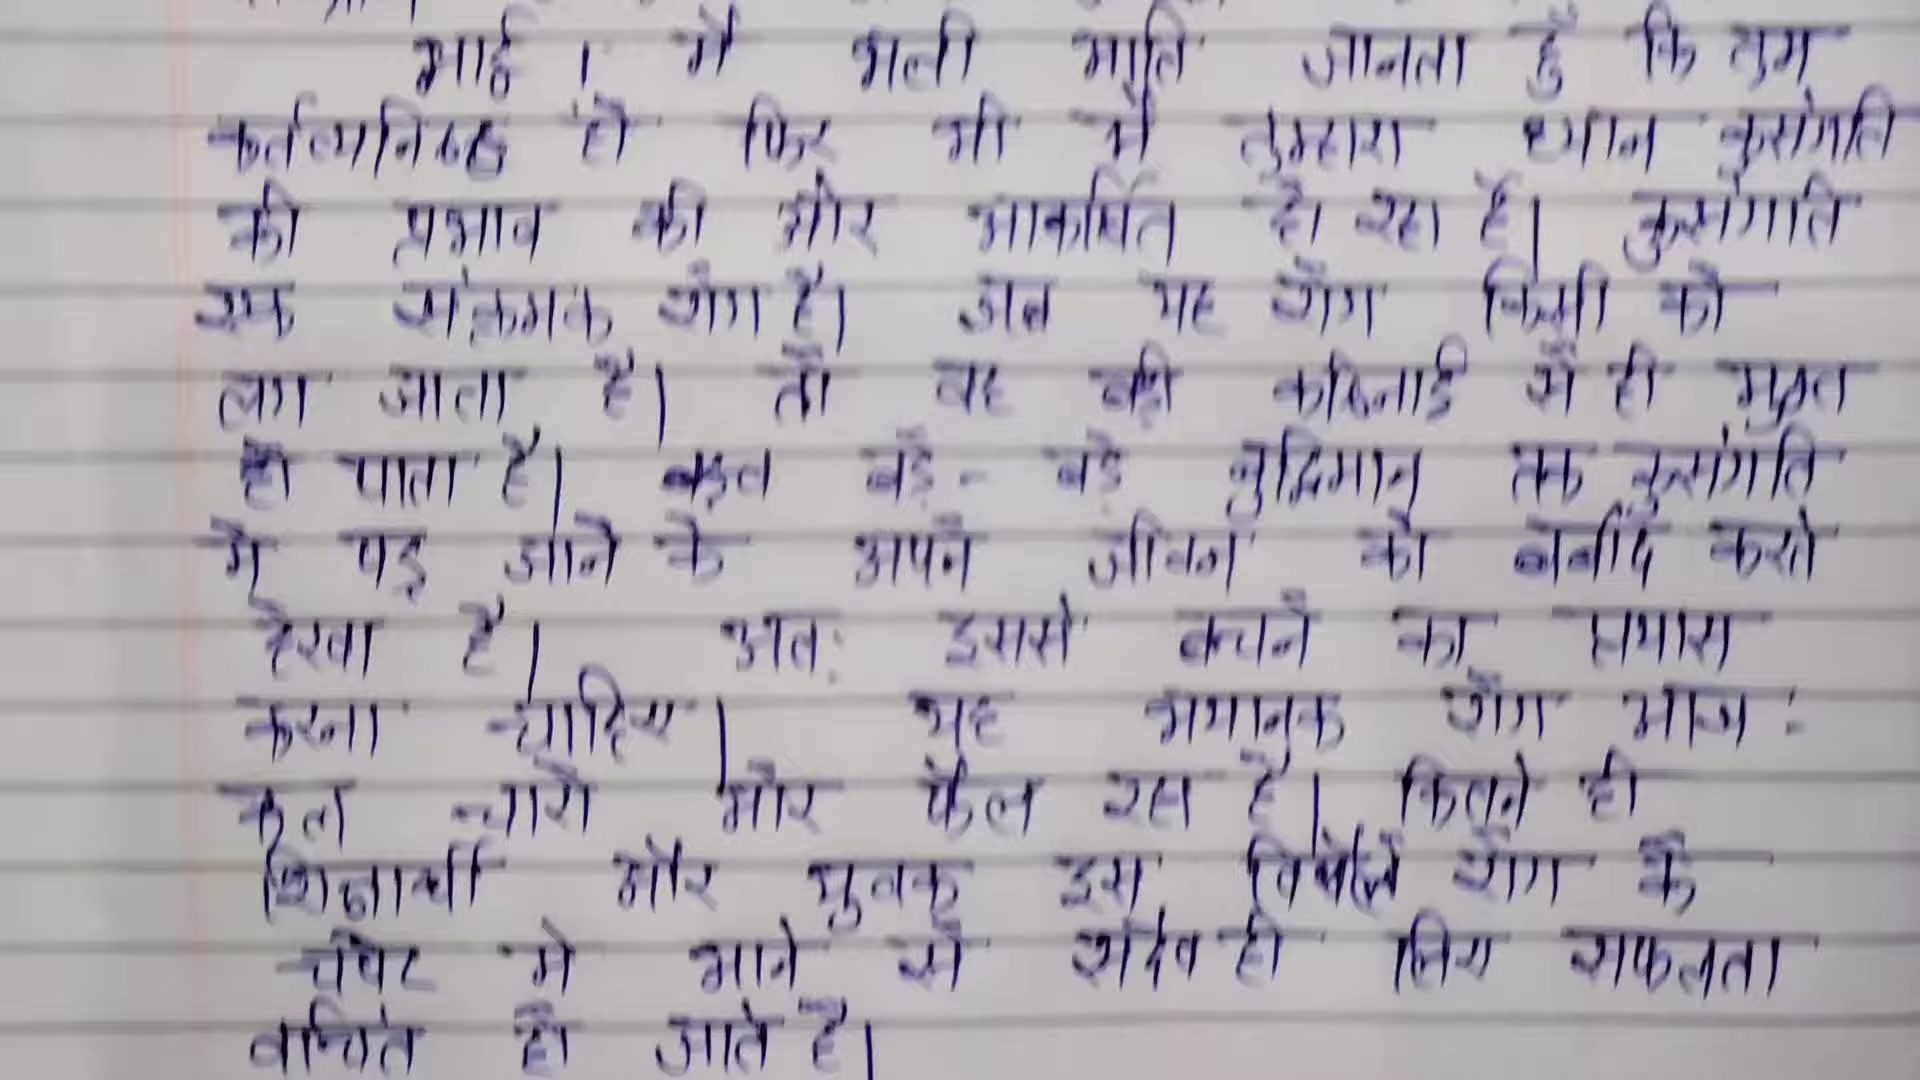 भाई । मै भली भाति जानता हुँ कि तुम
कर्तव्यनिष्ठ हो फिर भी मै तुम्हारा ध्यान कुसंगति
की प्रभाव की ओर आकर्षित हो रहा है। कुसंगति
एक संक्रमक रोग है। जब यह रोग किसी को
लग जाता है। तो वह बडी कठिनाई से ही मुक्त
हो पाता है। बहुत बड़े - बड़े बुद्धिमान तक कुसंगति
मे पड़ जाने के अपने जीवन को बर्बाद करते
देखा है। अत: इससे बचने का प्रयास
करना चाहिए। यह भयानक रोग आज :
कल चारो ओर फैल रहा है। कितने ही
शिक्षार्थी और युवक इस विषैले रोग के
चपेट मे आने से सदैव ही लिए सफलता
वंचित हो जाते है।